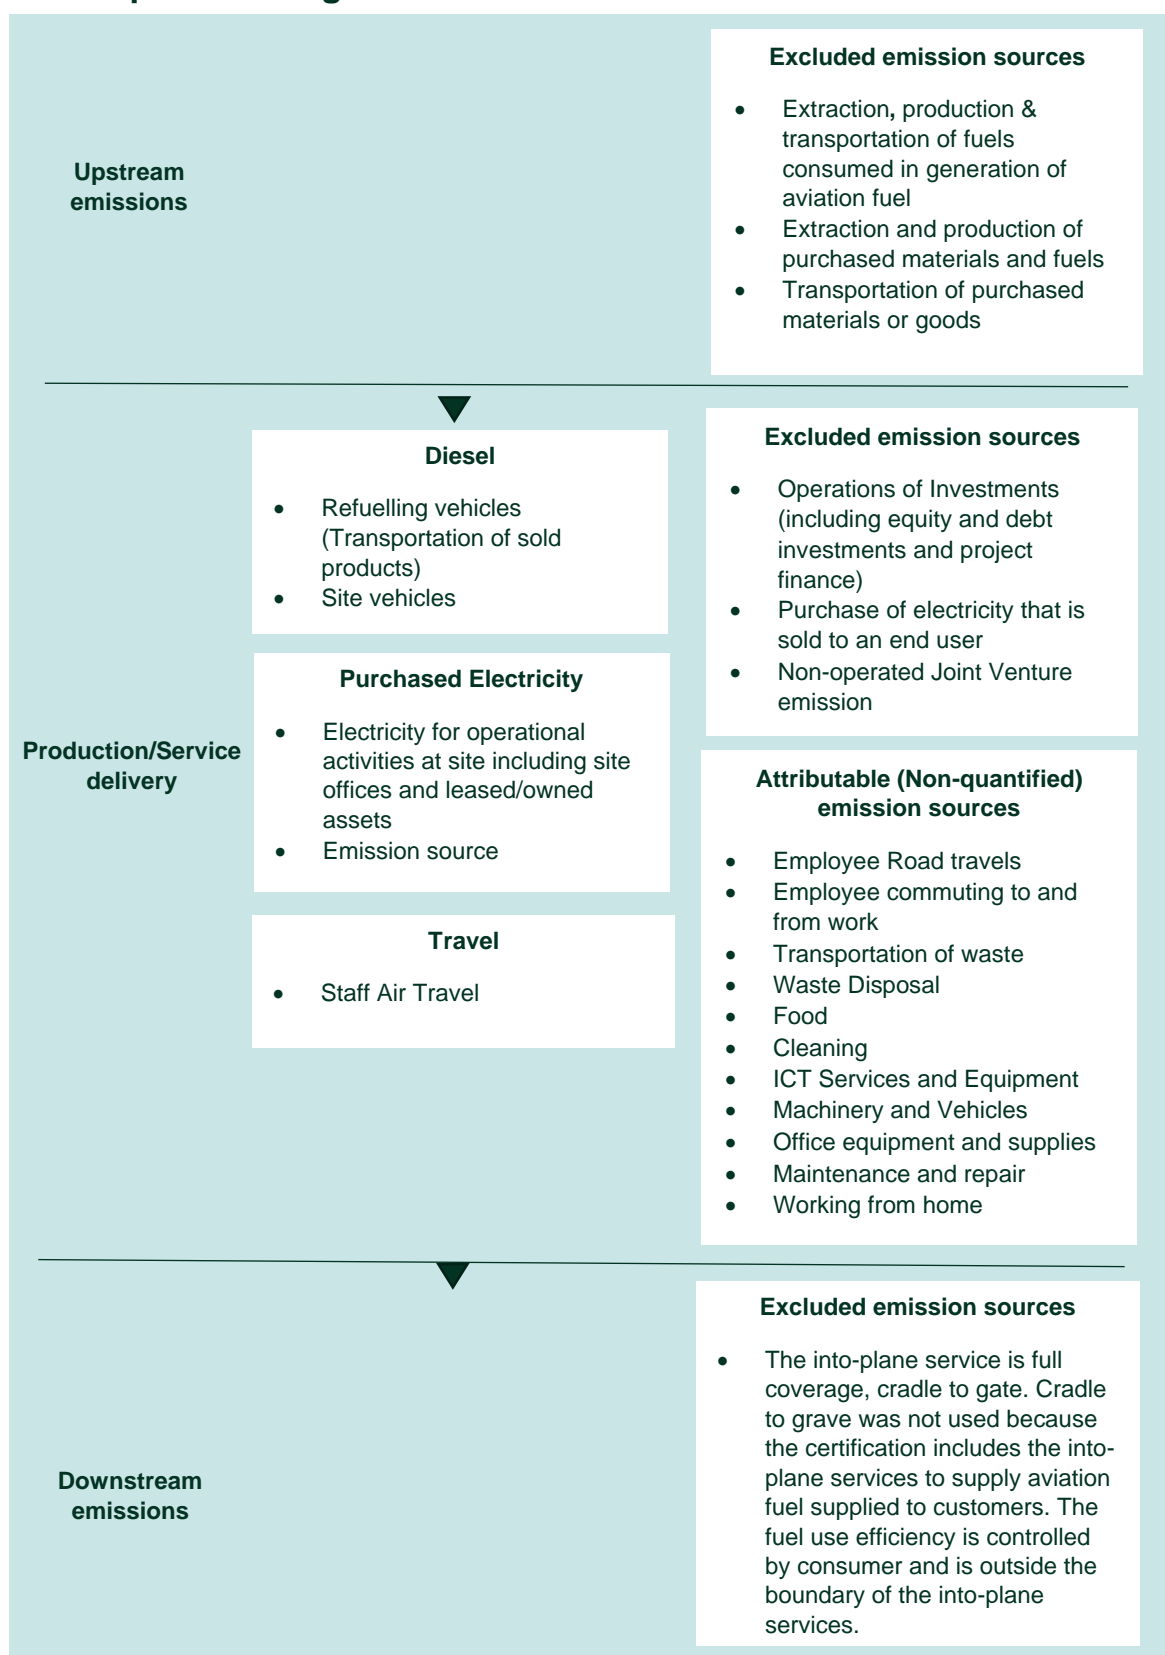 Upstream
emissions
Excluded emission sources
• Extraction, production &
transportation of fuels
consumed in generation of
aviation fuel
• Extraction and production of
purchased materials and fuels
• Transportation of purchased
materials or goods
Production/Service
delivery
Diesel
• Refuelling vehicles
(Transportation of sold
products)
• Site vehicles
Purchased Electricity
• Electricity for operational
activities at site including site
offices and leased/owned
assets
• Emission source
Travel
• Staff Air Travel
Excluded emission sources
• Operations of Investments
(including equity and debt
investments and project
finance)
• Purchase of electricity that is
sold to an end user
• Non-operated Joint Venture
emission
Attributable (Non-quantified)
emission sources
• Employee Road travels
• Employee commuting to and
from work
• Transportation of waste
• Waste Disposal
• Food
• Cleaning
• ICT Services and Equipment
• Machinery and Vehicles
• Office equipment and supplies
• Maintenance and repair
• Working from home
Downstream
emissions
Excluded emission sources
• The into-plane service is full
coverage, cradle to gate. Cradle
to grave was not used because
the certification includes the into-
plane services to supply aviation
fuel supplied to customers. The
fuel use efficiency is controlled
by consumer and is outside the
boundary of the into-plane
services.